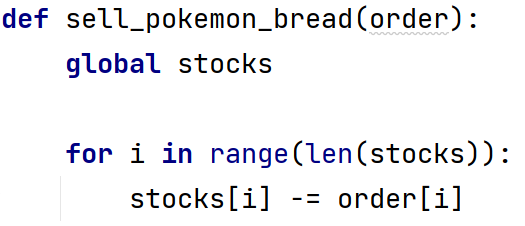 def sell_pokemon_bread(order):
    global stocks
    for i in range(len(stocks)):
        stocks[i] -= order[i]